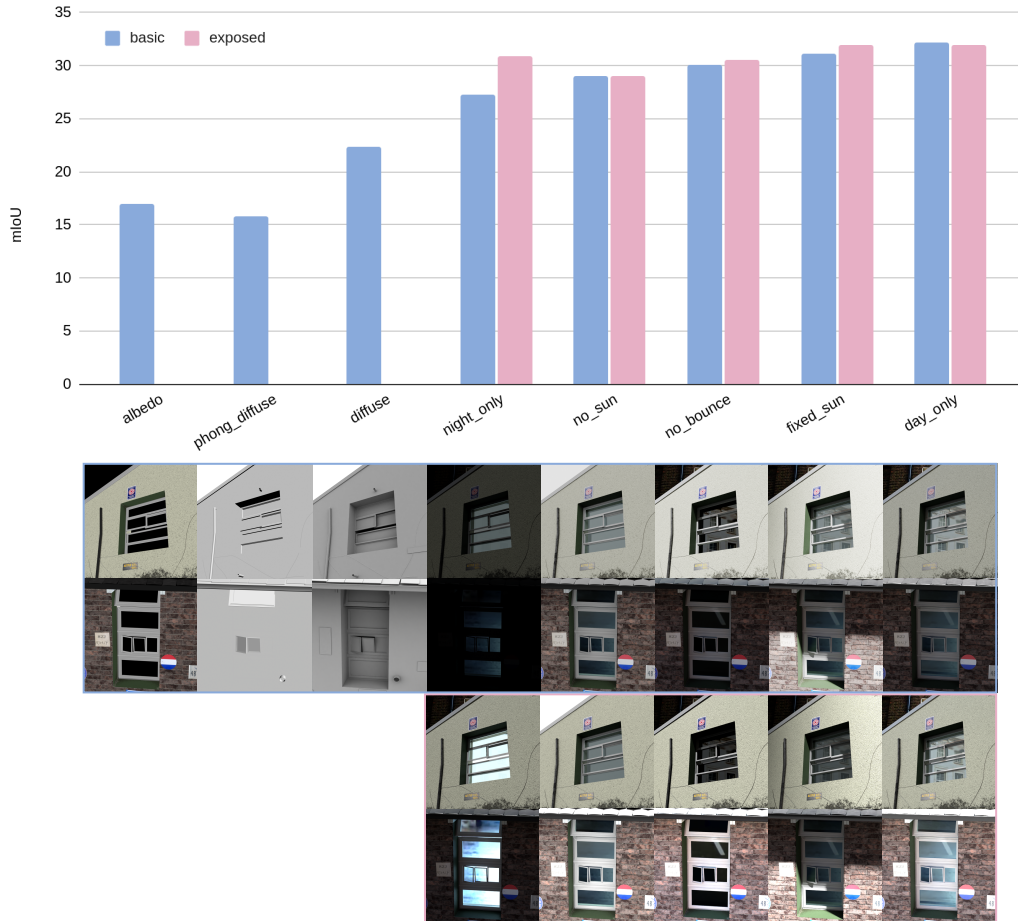 35
basic
exposed
30
25
20
15
10
5
0
mIoU
albedo
phong_diffuse
diffuse
night_only
no_sun
no_bounce
fixed_sun
day_only